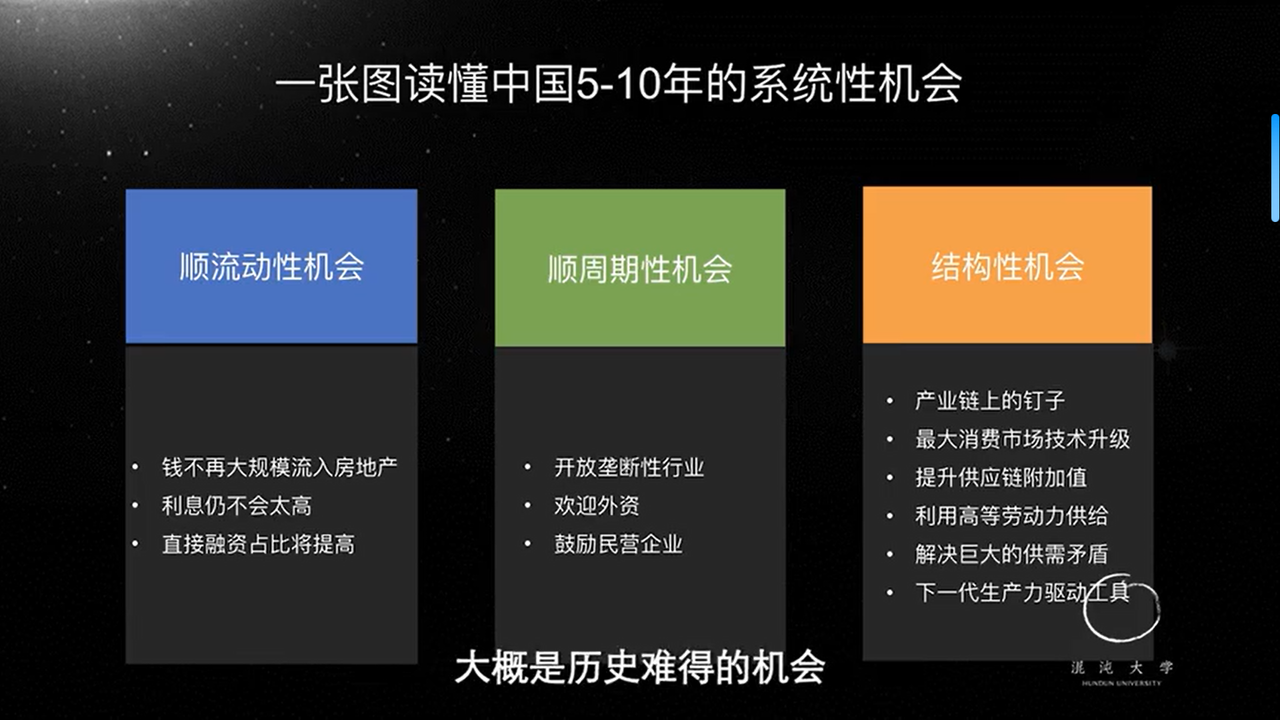 一张图读懂中国5-10年的系统性机会
顺流动性机会
• 钱不再大规模流入房地产
• 利息仍不会太高
• 直接融资占比将提高
顺周期性机会
• 开放垄断性行业
• 欢迎外资
• 鼓励民营企业
结构性机会
• 产业链上的钉子
• 最大消费市场技术升级
• 提升供应链附加值
• 利用高等劳动力供给
• 解决巨大的供需矛盾
• 下一代生产力驱动工具
大概是历史难得的机会
混沌大学
HUNDUN UNIVERSITY